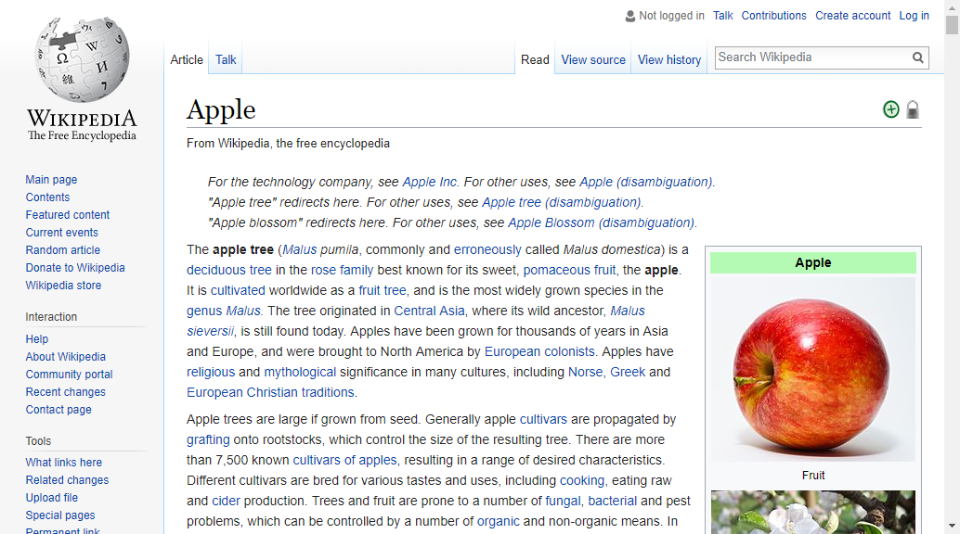 Not logged in Talk Contributions Create account Log in
Article Talk Read View source View history Search Wikipedia
WIKIPEDIA
The Free Encyclopedia
Main page
Contents
Featured content
Current events
Random article
Donate to Wikipedia
Wikipedia store
Interaction
Help
About Wikipedia
Community portal
Recent changes
Contact page
Tools
What links here
Related changes
Upload file
Special pages
Permanent link
Apple
From Wikipedia, the free encyclopedia
For the technology company, see Apple Inc. For other uses, see Apple (disambiguation).
"Apple tree" redirects here. For other uses, see Apple tree (disambiguation).
"Apple blossom" redirects here. For other uses, see Apple Blossom (disambiguation).
The apple tree (Malus pumila, commonly and erroneously called Malus domestica) is a
deciduous tree in the rose family best known for its sweet, pomaceous fruit, the apple.
It is cultivated worldwide as a fruit tree, and is the most widely grown species in the
genus Malus. The tree originated in Central Asia, where its wild ancestor, Malus
sieversii, is still found today. Apples have been grown for thousands of years in Asia
and Europe, and were brought to North America by European colonists. Apples have
religious and mythological significance in many cultures, including Norse, Greek and
European Christian traditions.
Apple trees are large if grown from seed. Generally apple cultivars are propagated by
grafting onto rootstocks, which control the size of the resulting tree. There are more
than 7,500 known cultivars of apples, resulting in a range of desired characteristics.
Different cultivars are bred for various tastes and uses, including cooking, eating raw
and cider production. Trees and fruit are prone to a number of fungal, bacterial and pest
problems, which can be controlled by a number of organic and non-organic means. In
Apple
Fruit